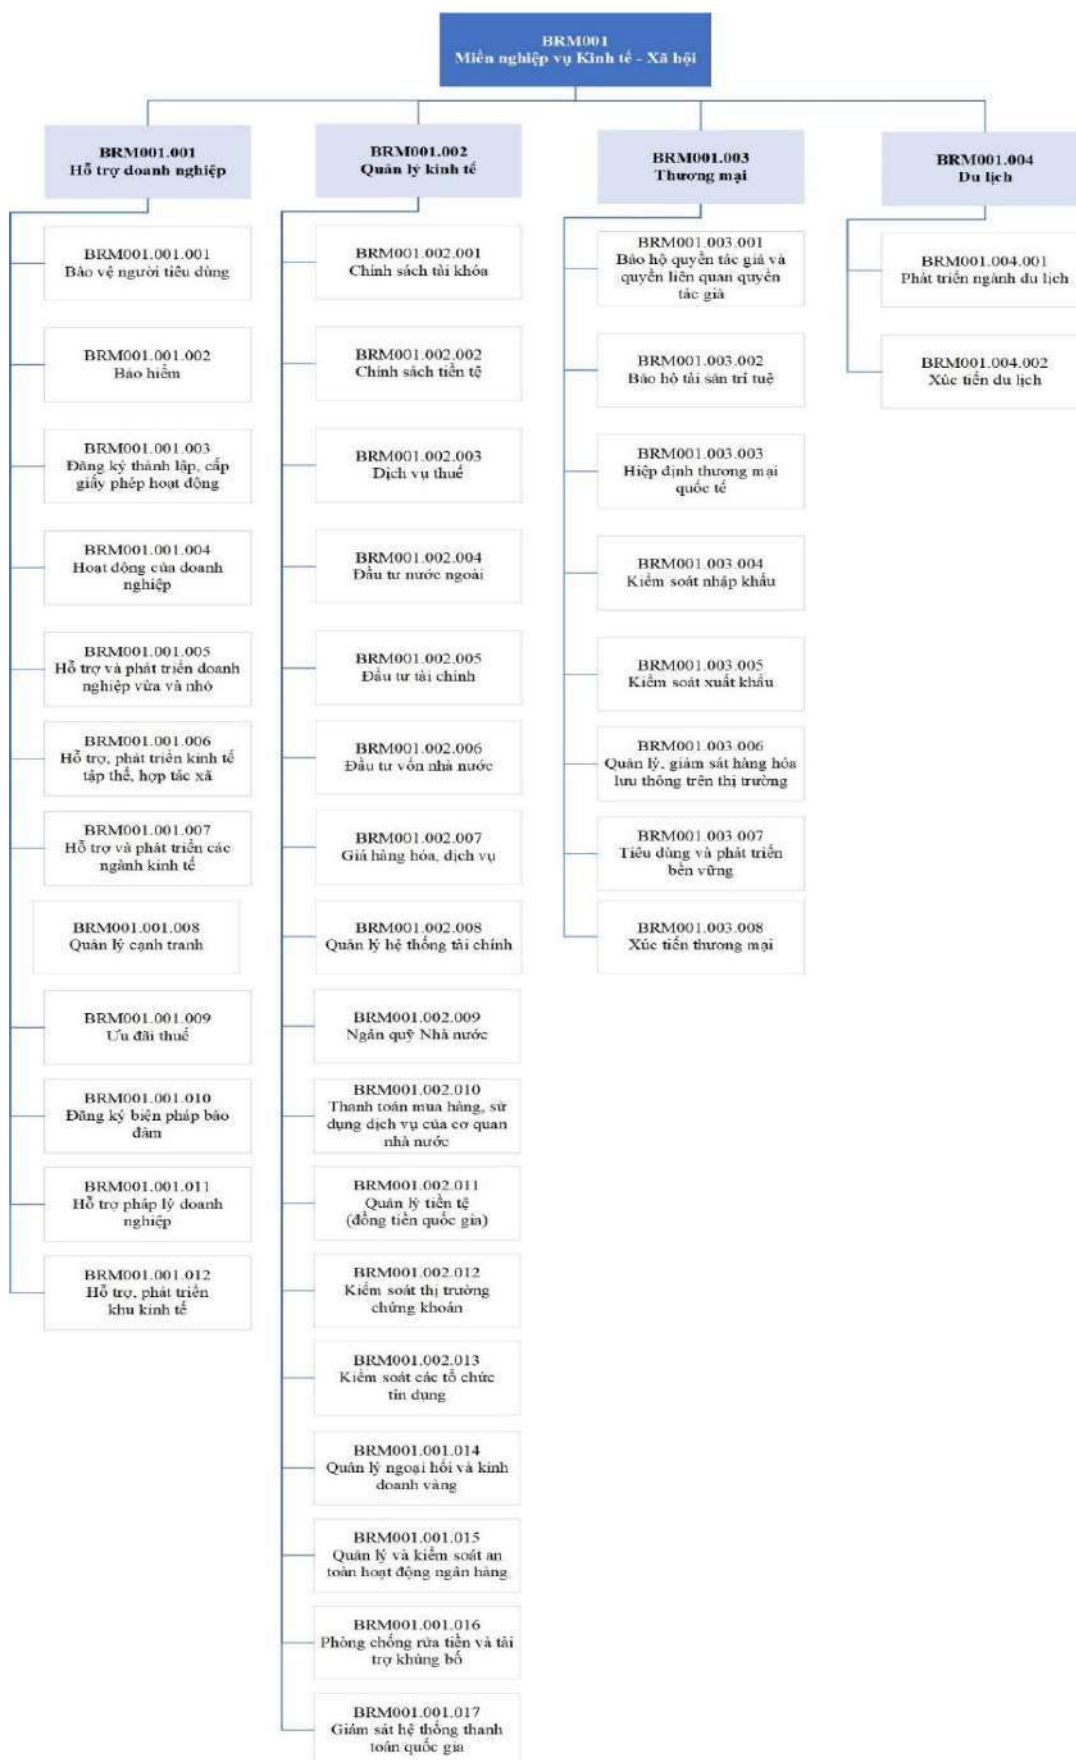 BRM001
Miền nghiệp vụ Kinh tế - Xã hội
BRM001.001
Hỗ trợ doanh nghiệp
BRM001.001.001
Bảo vệ người tiêu dùng
BRM001.001.002
Bảo hiểm
BRM001.001.003
Đăng ký thành lập, cấp
giấy phép hoạt động
BRM001.001.004
Hoạt động của doanh
nghiệp
BRM001.001.005
Hỗ trợ và phát triển doanh
nghiệp vừa và nhỏ
BRM001.001.006
Hỗ trợ, phát triển kinh tế
tập thể, hợp tác xã
BRM001.001.007
Hỗ trợ và phát triển các
ngành kinh tế
BRM001.001.008
Quản lý cạnh tranh
BRM001.001.009
Ưu đãi thuế
BRM001.001.010
Đăng ký biện pháp bảo
đảm
BRM001.001.011
Hỗ trợ pháp lý doanh
nghiệp
BRM001.001.012
Hỗ trợ, phát triển
khu kinh tế
BRM001.002
Quản lý kinh tế
BRM001.002.001
Chính sách tài khóa
BRM001.002.002
Chính sách tiền tệ
BRM001.002.003
Dịch vụ thuế
BRM001.002.004
Đầu tư nước ngoài
BRM001.002.005
Đầu tư tài chính
BRM001.002.006
Đầu tư vốn nhà nước
BRM001.002.007
Giá hàng hóa, dịch vụ
BRM001.002.008
Quản lý hệ thống tài chính
BRM001.002.009
Ngân quỹ Nhà nước
BRM001.002.010
Thanh toán mua hàng, sử
dụng dịch vụ của cơ quan
nhà nước
BRM001.002.011
Quản lý tiền tệ
(đồng tiền quốc gia)
BRM001.002.012
Kiểm soát thị trường
chứng khoán
BRM001.002.013
Kiểm soát các tổ chức
tín dụng
BRM001.001.014
Quản lý ngoại hối và kinh
doanh vàng
BRM001.001.015
Quản lý và kiểm soát an
toàn hoạt động ngân hàng
BRM001.001.016
Phòng chống rửa tiền và tài
trợ khủng bố
BRM001.001.017
Giám sát hệ thống thanh
toán quốc gia
BRM001.003
Thương mại
BRM001.003.001
Bảo hộ quyền tác giả và
quyền liên quan quyền
tác giả
BRM001.003.002
Bảo hộ tài sản trí tuệ
BRM001.003.003
Hiệp định thương mại
quốc tế
BRM001.003.004
Kiểm soát nhập khẩu
BRM001.003.005
Kiểm soát xuất khẩu
BRM001.003.006
Quản lý, giám sát hàng hóa
lưu thông trên thị trường
BRM001.003.007
Tiêu dùng và phát triển
bền vững
BRM001.003.008
Xúc tiến thương mại
BRM001.004
Du lịch
BRM001.004.001
Phát triển ngành du lịch
BRM001.004.002
Xúc tiến du lịch